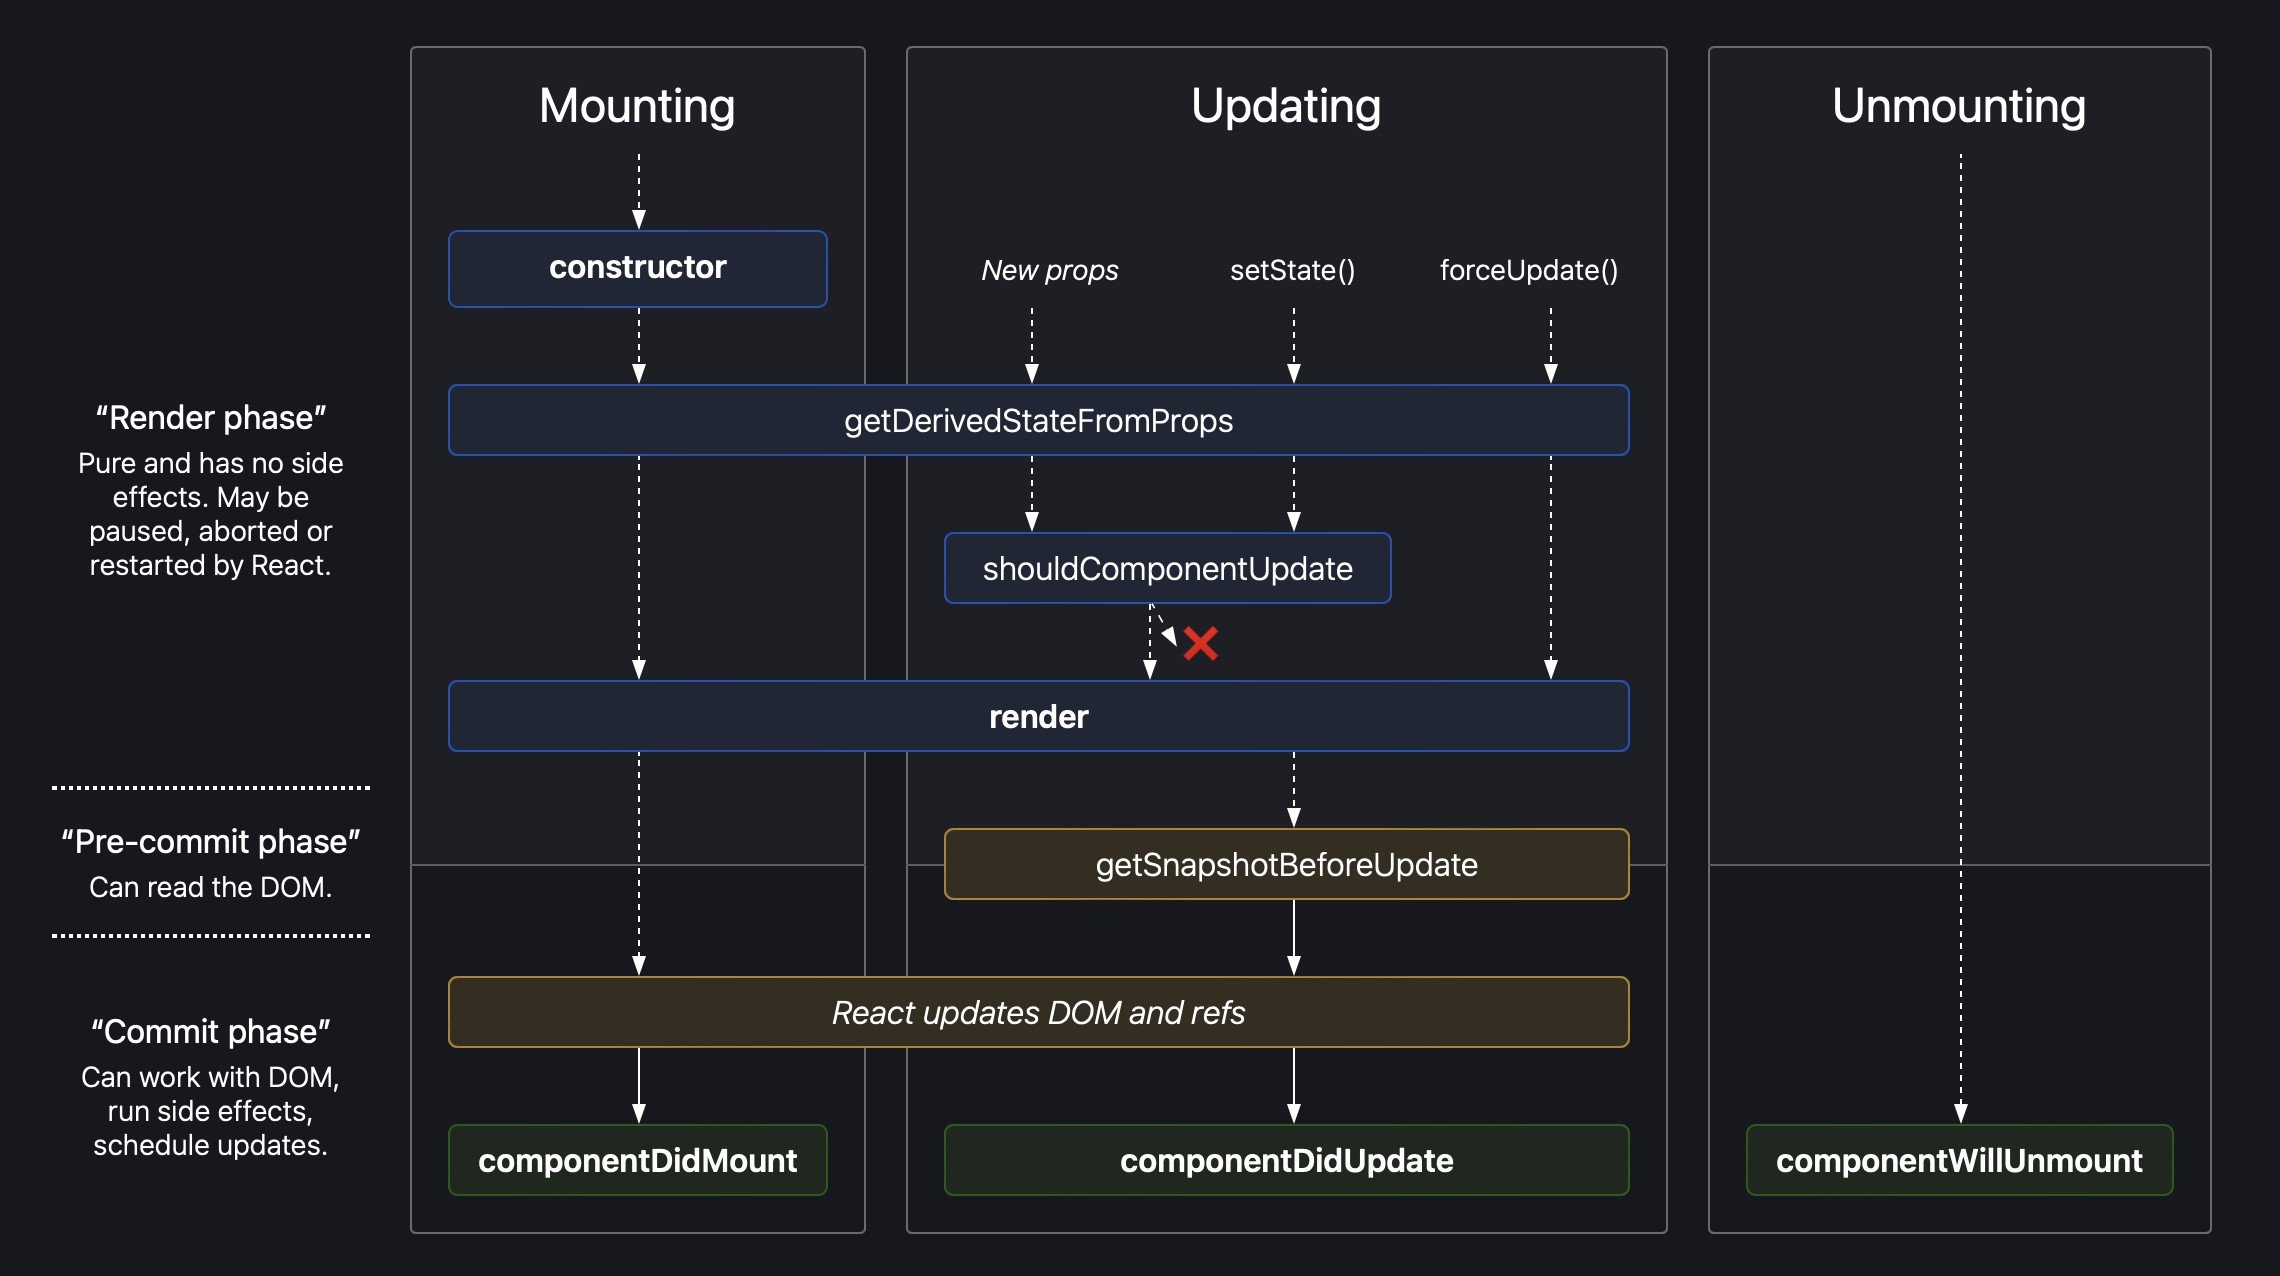 Mounting
Updating
Unmounting
constructor
New props
setState()
forceUpdate()
“Render phase”
Pure and has no side
effects. May be
paused, aborted or
restarted by React.
getDerivedStateFromProps
shouldComponentUpdate
render
“Pre-commit phase”
Can read the DOM.
getSnapshotBeforeUpdate
“Commit phase”
Can work with DOM,
run side effects,
schedule updates.
React updates DOM and refs
componentDidMount
componentDidUpdate
componentWillUnmount